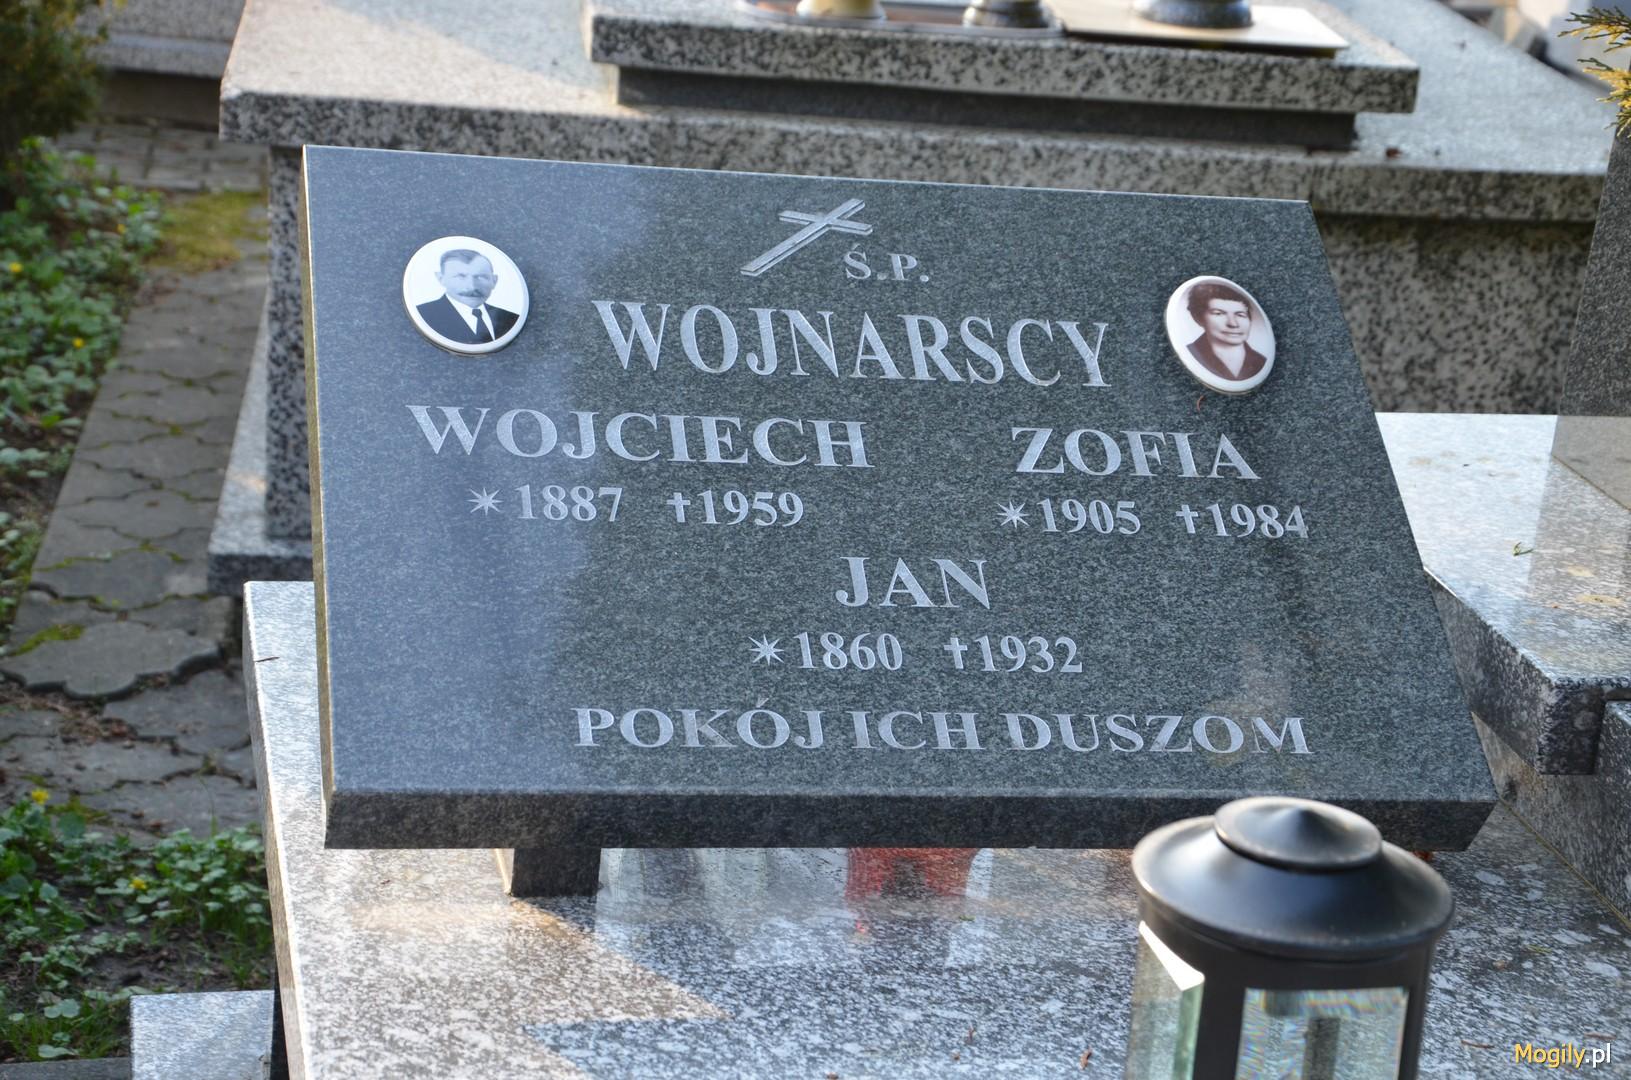 Ś.P.
WOJNARSCY
WOJCIECH ZOFIA
✴1887 ✝1959 ✴1905 ✝1984
JAN
✴1860 ✝1932
POKÓJ ICH DUSZOM
Mogily.pl